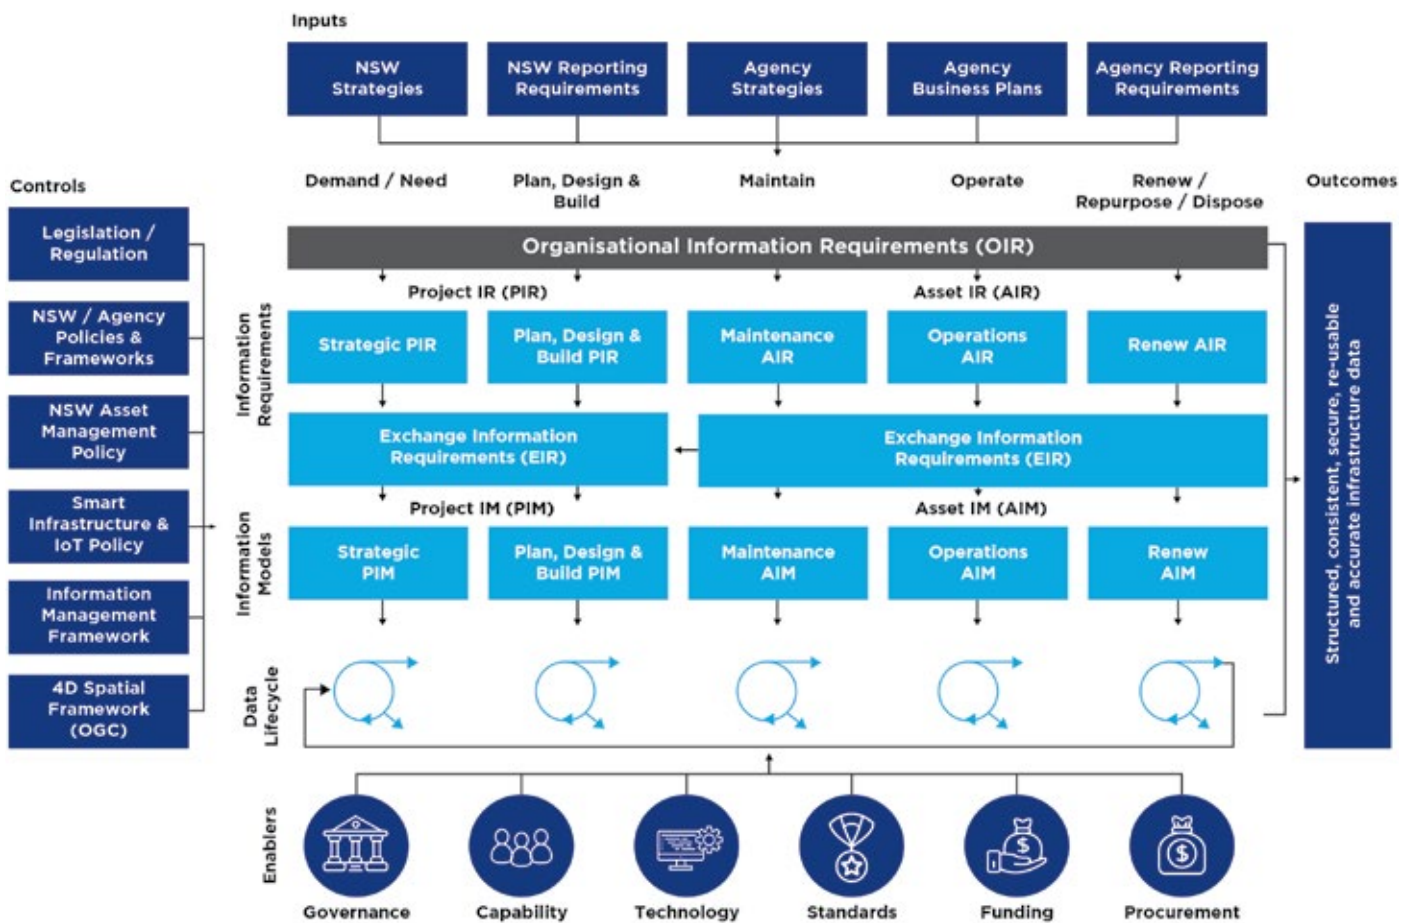 Inputs
NSW
Strategies
NSW Reporting
Requirements
Agency
Strategies
Agency
Business Plans
Agency Reporting
Requirements
Controls
Demand / Need
Plan, Design &
Build
Maintain
Operate
Renew /
Repurpose / Dispose
Outcomes
Legislation /
Regulation
NSW / Agency
Policies &
Frameworks
NSW Asset
Management
Policy
Smart
Infrastructure &
IoT Policy
Information
Management
Framework
4D Spatial
Framework
(OGC)
Organisational Information Requirements (OIR)
Information
Requirements
Project IR (PIR)
Asset IR (AIR)
Strategic PIR
Plan, Design &
Build PIR
Maintenance
AIR
Operations
AIR
Renew AIR
Exchange Information
Requirements (EIR)
Exchange Information
Requirements (EIR)
Information
Models
Project IM (PIM)
Asset IM (AIM)
Strategic
PIM
Plan, Design &
Build PIM
Maintenance
AIM
Operations
AIM
Renew
AIM
Data
Lifecycle
Structured, consistent, secure, re-usable
and accurate infrastructure data
Enablers
Governance
Capability
Technology
Standards
Funding
Procurement